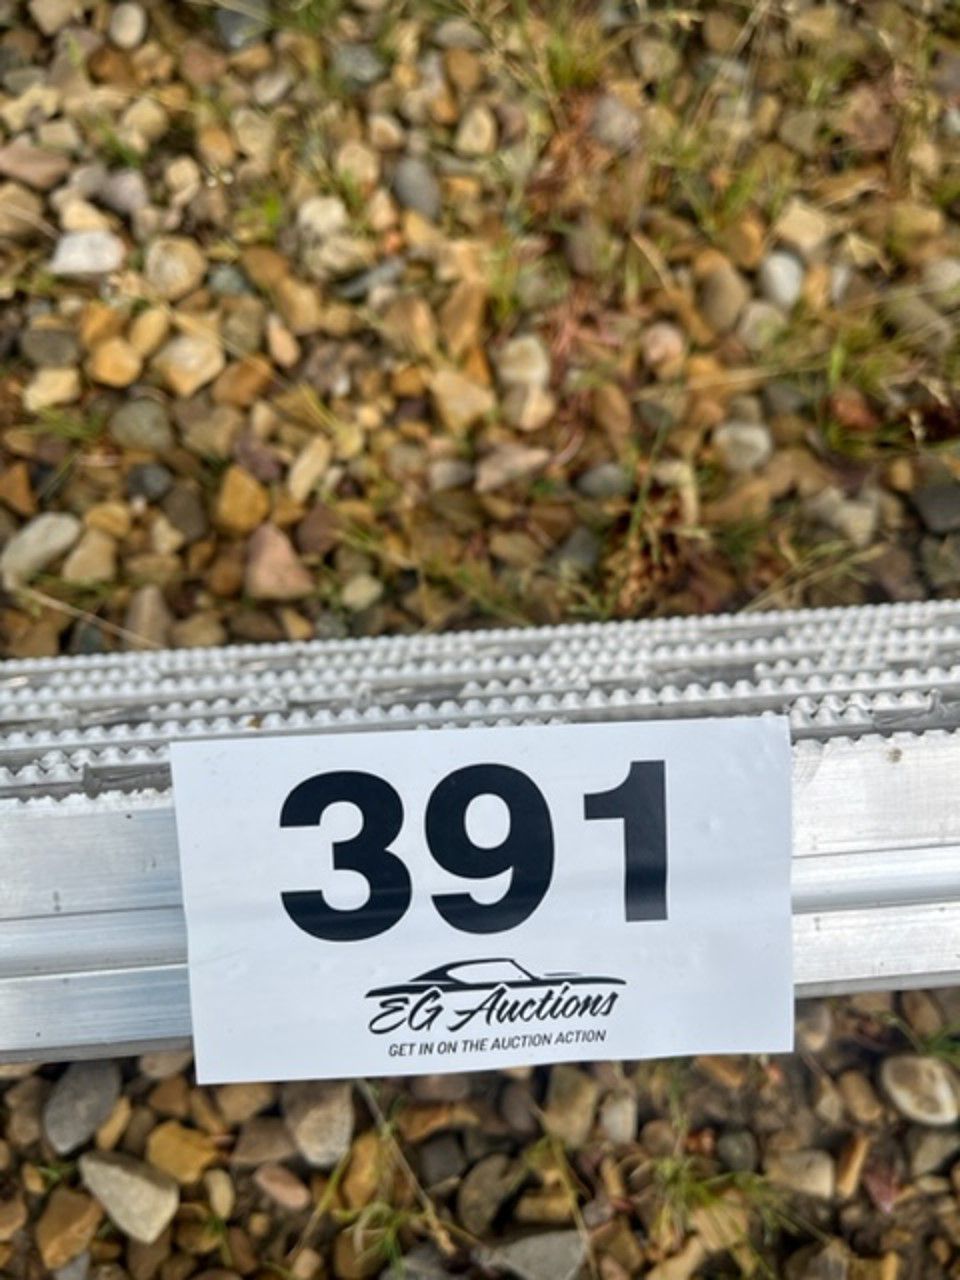 391
EG Auctions
GET IN ON THE AUCTION ACTION